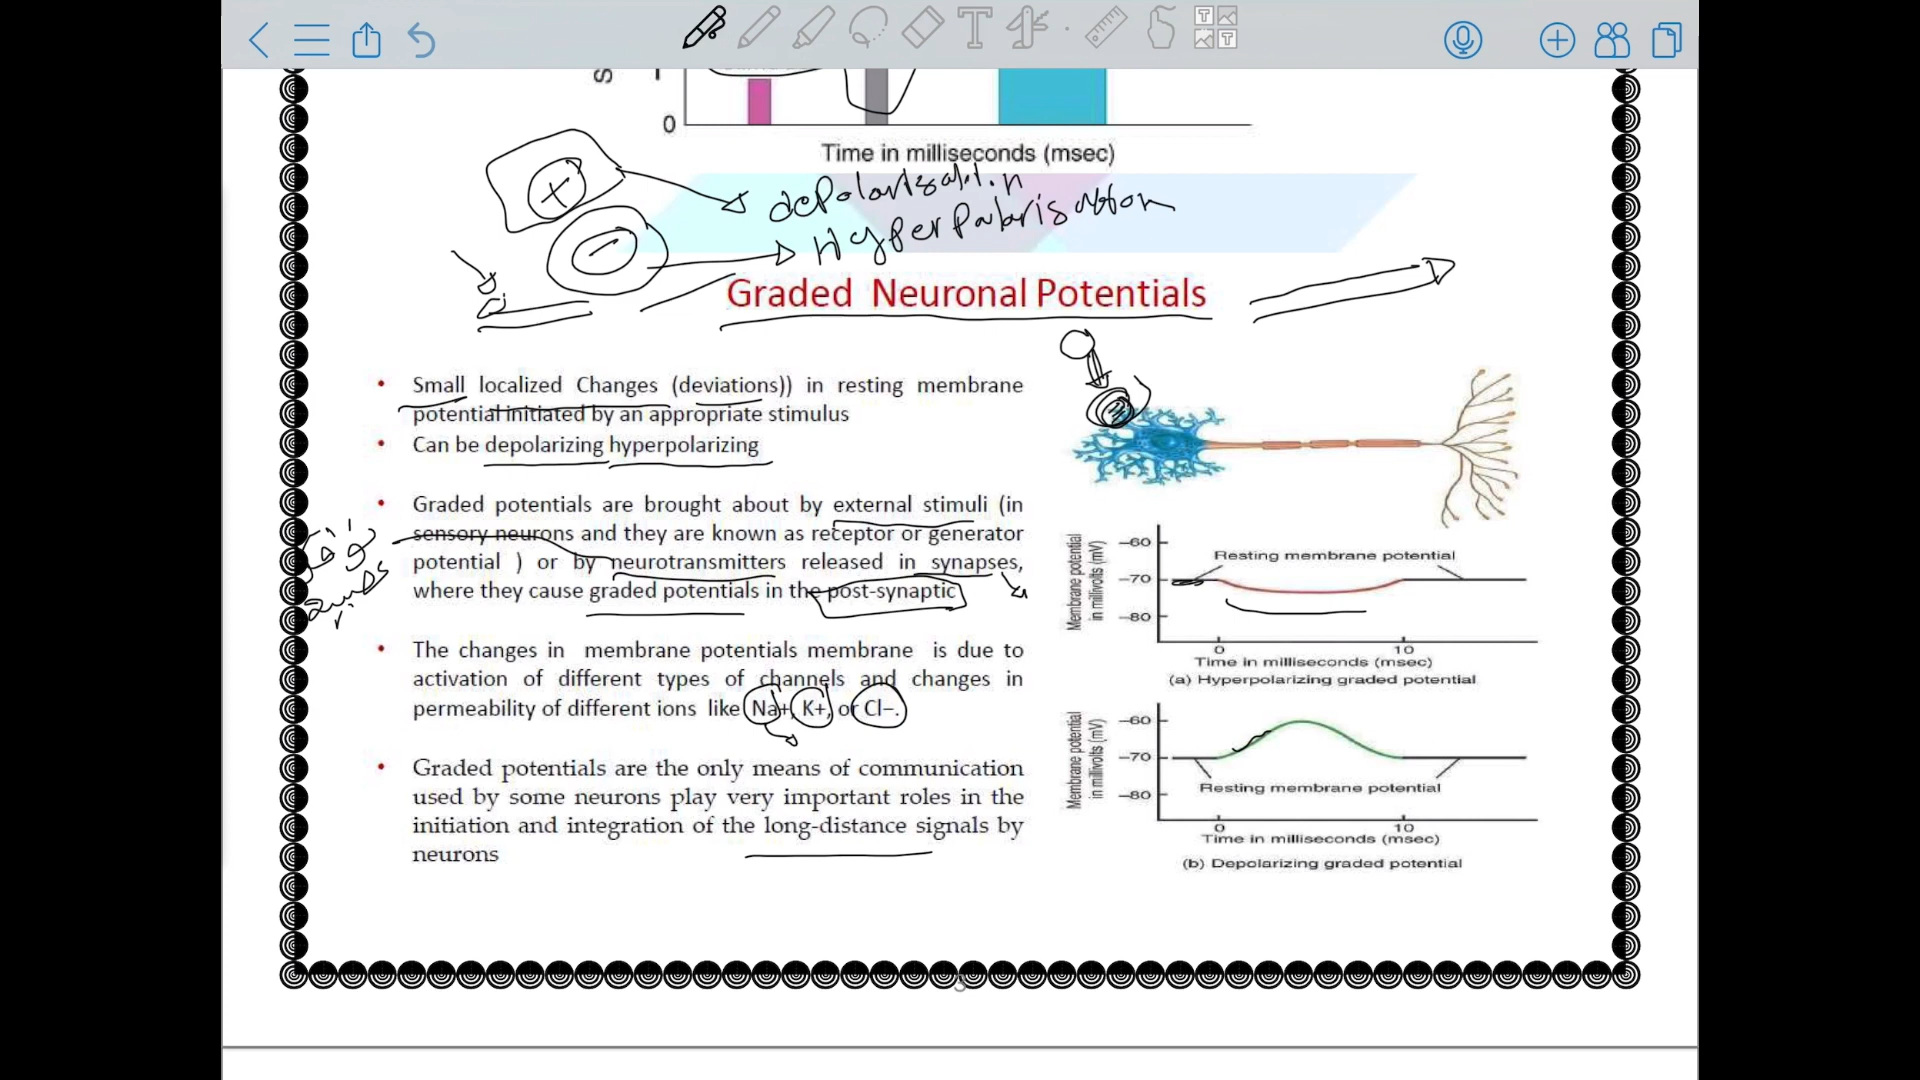 S
0
Time in milliseconds (msec)
+ depolarisation
- Hyperpolarisation
Graded Neuronal Potentials
• Small localized Changes (deviations)) in resting membrane
potential initiated by an appropriate stimulus
• Can be depolarizing hyperpolarizing
• Graded potentials are brought about by external stimuli (in
sensory neurons and they are known as receptor or generator
potential ) or by neurotransmitters released in synapses,
where they cause graded potentials in the post-synaptic
• The changes in membrane potentials membrane is due to
activation of different types of channels and changes in
permeability of different ions like Na+, K+, or Cl−.
• Graded potentials are the only means of communication
used by some neurons play very important roles in the
initiation and integration of the long-distance signals by
neurons
Membrane potential
in millivolts (mV)
−60
Resting membrane potential
−70
−80
0 10
Time in milliseconds (msec)
(a) Hyperpolarizing graded potential
Membrane potential
in millivolts (mV)
−60
−70
Resting membrane potential
−80
0 10
Time in milliseconds (msec)
(b) Depolarizing graded potential
3